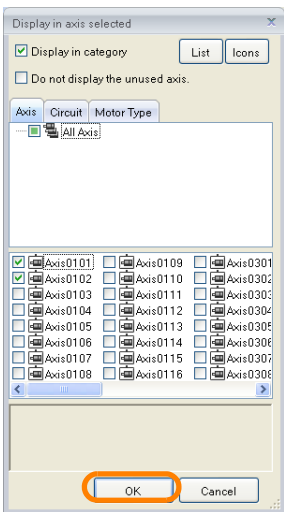 Display in axis selected
Display in category List Icons
Do not display the unused axis.
Axis Circuit Motor Type
All Axis
Axis0101 Axis0109 Axis0301
Axis0102 Axis0110 Axis0302
Axis0103 Axis0111 Axis0303
Axis0104 Axis0112 Axis0304
Axis0105 Axis0113 Axis0305
Axis0106 Axis0114 Axis0306
Axis0107 Axis0115 Axis0307
Axis0108 Axis0116 Axis0308
OK Cancel